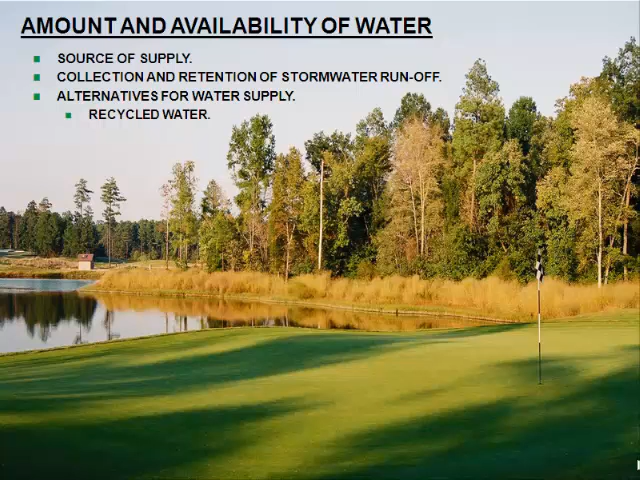 AMOUNT AND AVAILABILITY OF WATER
SOURCE OF SUPPLY.
COLLECTION AND RETENTION OF STORMWATER RUN-OFF.
ALTERNATIVES FOR WATER SUPPLY.
RECYCLED WATER.